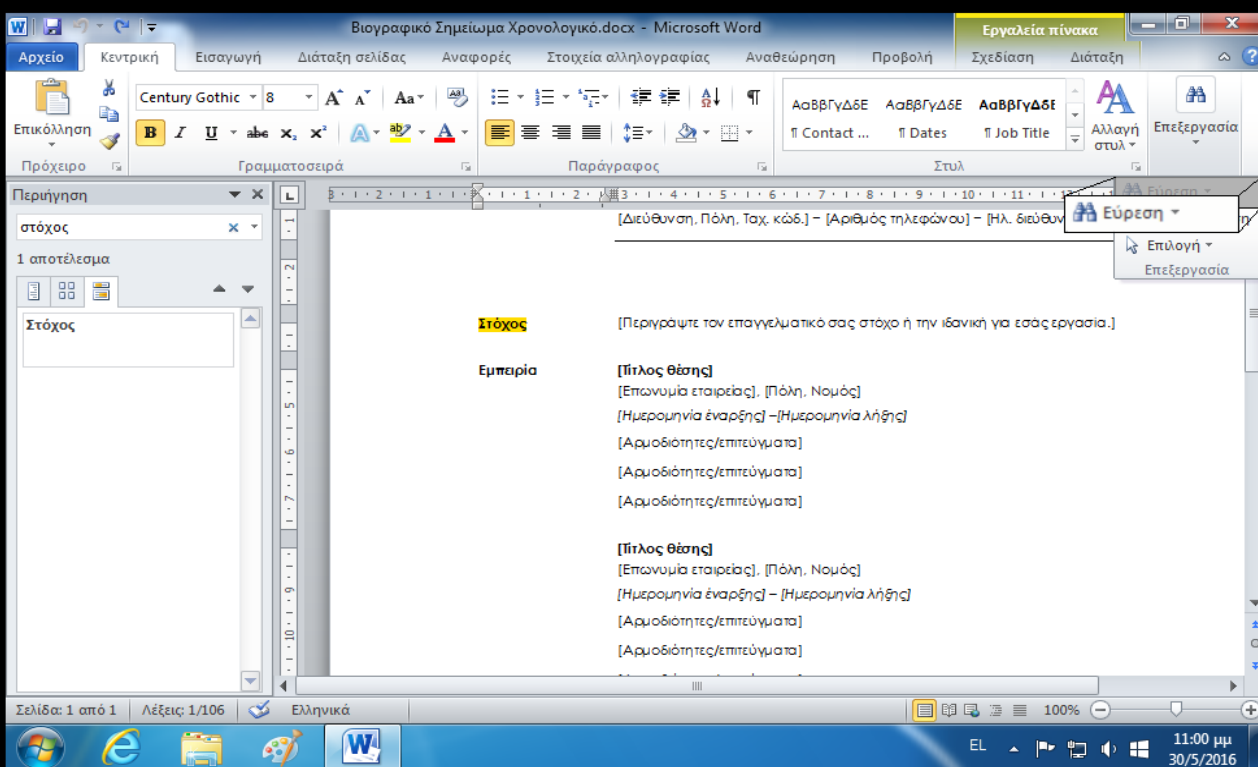 Βιογραφικό Σημείωμα Χρονολογικό.docx - Microsoft Word
Εργαλεία πίνακα
Αρχείο Κεντρική Εισαγωγή Διάταξη σελίδας Αναφορές Στοιχεία αλληλογραφίας Αναθεώρηση Προβολή Σχεδίαση Διάταξη
Επικόλληση
Century Gothic 8
ΑαΒβΓγΔδΕ ΑαΒβΓγΔδΕ ΑαΒβΓγΔδΕ
¶ Contact ... ¶ Dates ¶ Job Title
Αλλαγή στυλ
Επεξεργασία
Πρόχειρο Γραμματοσειρά Παράγραφος Στυλ
Περιήγηση
στόχος
1 αποτέλεσμα
Στόχος
Εύρεση
Εύρεση
Επιλογή
Επεξεργασία
[Διεύθυνση, Πόλη, Ταχ. κώδ.] – [Αριθμός τηλεφώνου] – [Ηλ. διεύθυν
Στόχος [Περιγράψτε τον επαγγελματικό σας στόχο ή την ιδανική για εσάς εργασία.]
Εμπειρία [Τίτλος θέσης]
[Επωνυμία εταιρείας], [Πόλη, Νομός]
[Ημερομηνία έναρξης] –[Ημερομηνία λήξης]
[Αρμοδιότητες/επιτεύγματα]
[Αρμοδιότητες/επιτεύγματα]
[Αρμοδιότητες/επιτεύγματα]
[Τίτλος θέσης]
[Επωνυμία εταιρείας], [Πόλη, Νομός]
[Ημερομηνία έναρξης] – [Ημερομηνία λήξης]
[Αρμοδιότητες/επιτεύγματα]
[Αρμοδιότητες/επιτεύγματα]
Σελίδα: 1 από 1 Λέξεις: 1/106 Ελληνικά 100%
EL 11:00 μμ
30/5/2016